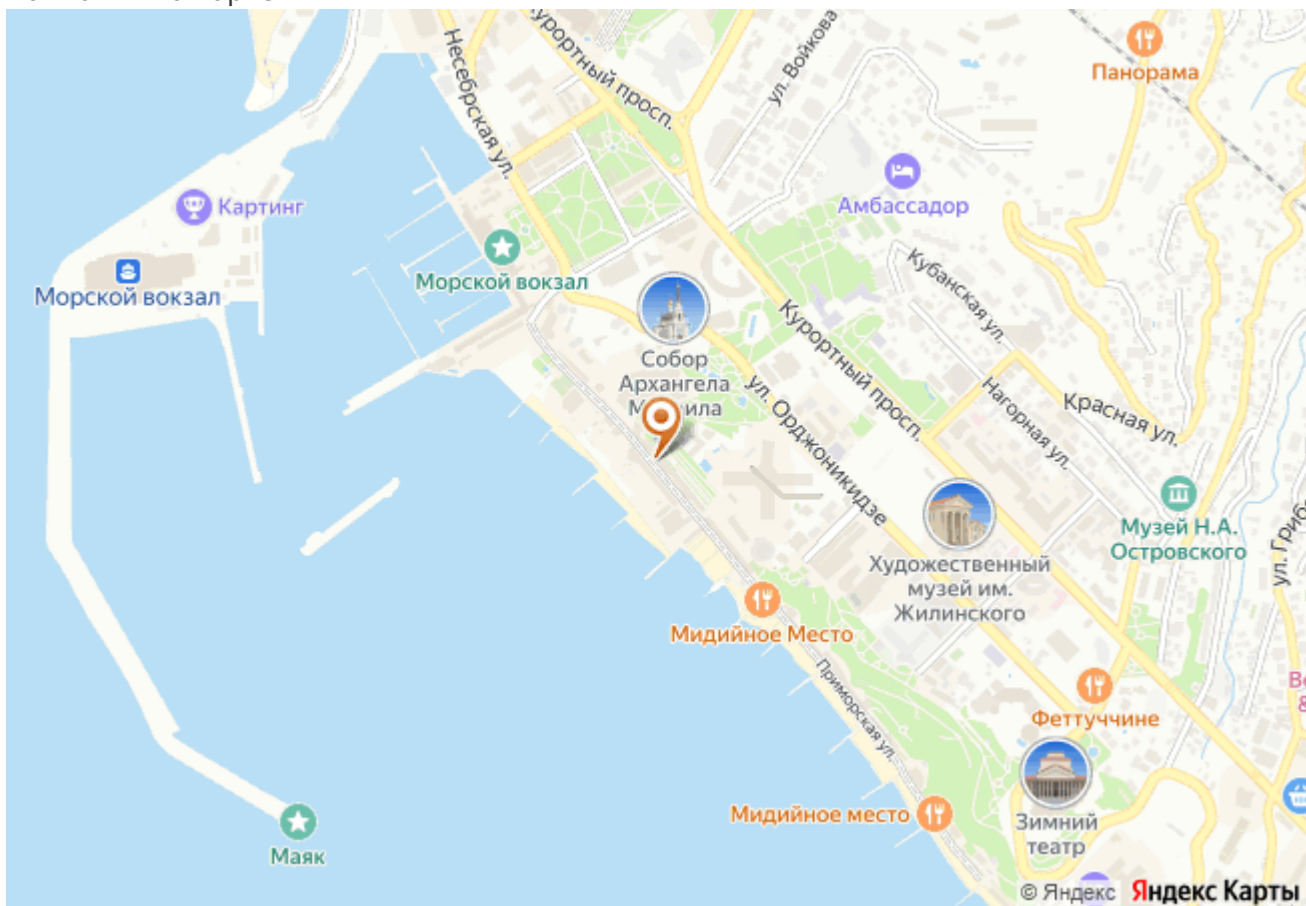 Несебрская ул.
Курортный просп.
ул. Войкова
Панорама
Картинг
Амбассадор
Морской вокзал
Морской вокзал
Кубанская ул.
Собор
Архангела
Курортный просп.
ул. Орджоникидзе
Нагорная ул.
Красная ул.
Музей Н.А.
Островского
Художественный
музей им.
Жилинского
Мидийное Место
Приморская ул.
Феттуччине
Мидийное место
Зимний
театр
Маяк
© Яндекс Яндекс Карты